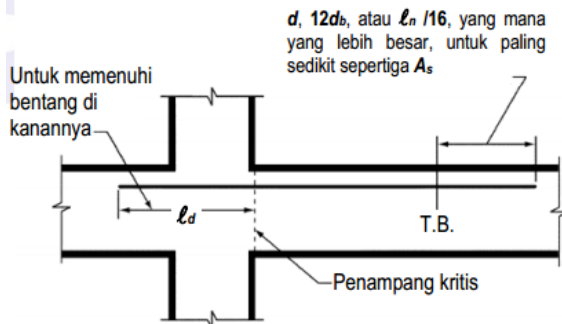 d, 12db, atau ℓn /16, yang mana
yang lebih besar, untuk paling
sedikit sepertiga As
Untuk memenuhi
bentang di
kanannya
ℓd
T.B.
Penampang kritis